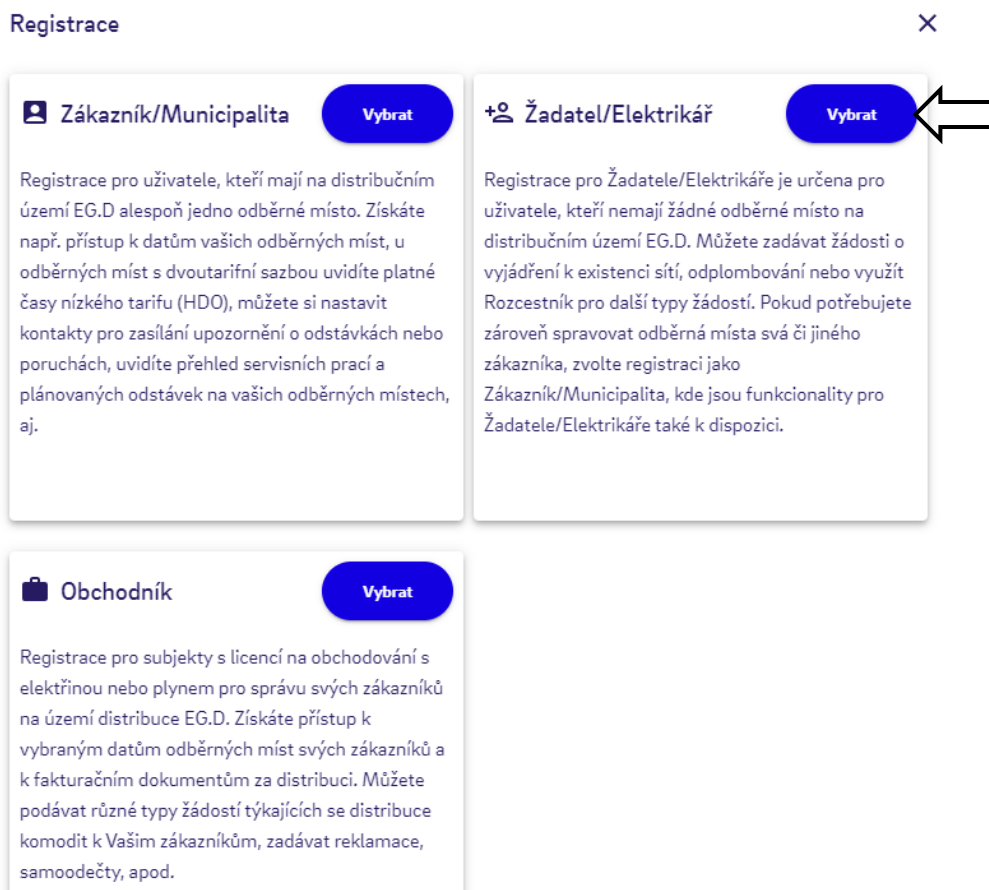 Registrace
Zákazník/Municipalita
Vybrat
Registrace pro uživatele, kteří mají na distribučním
území EG.D alespoň jedno odběrné místo. Získáte
např. přístup k datům vašich odběrných míst, u
odběrných míst s dvoutarifní sazbou uvidíte platné
časy nízkého tarifu (HDO), můžete si nastavit
kontakty pro zasílání upozornění o odstávkách nebo
poruchách, uvidíte přehled servisních prací a
plánovaných odstávek na vašich odběrných místech,
aj.
Žadatel/Elektrikář
Vybrat
Registrace pro Žadatele/Elektrikáře je určena pro
uživatele, kteří nemají žádné odběrné místo na
distribučním území EG.D. Můžete zadávat žádosti o
vyjádření k existenci sítí, odplombování nebo využít
Rozcestník pro další typy žádostí. Pokud potřebujete
zároveň spravovat odběrná místa svá či jiného
zákazníka, zvolte registraci jako
Zákazník/Municipalita, kde jsou funkcionality pro
Žadatele/Elektrikáře také k dispozici.
Obchodník
Vybrat
Registrace pro subjekty s licencí na obchodování s
elektřinou nebo plynem pro správu svých zákazníků
na území distribuce EG.D. Získáte přístup k
vybraným datům odběrných míst svých zákazníků a
k fakturačním dokumentům za distribuci. Můžete
podávat různé typy žádostí týkajících se distribuce
komodit k Vašim zákazníkům, zadávat reklamace,
samoodečty, apod.